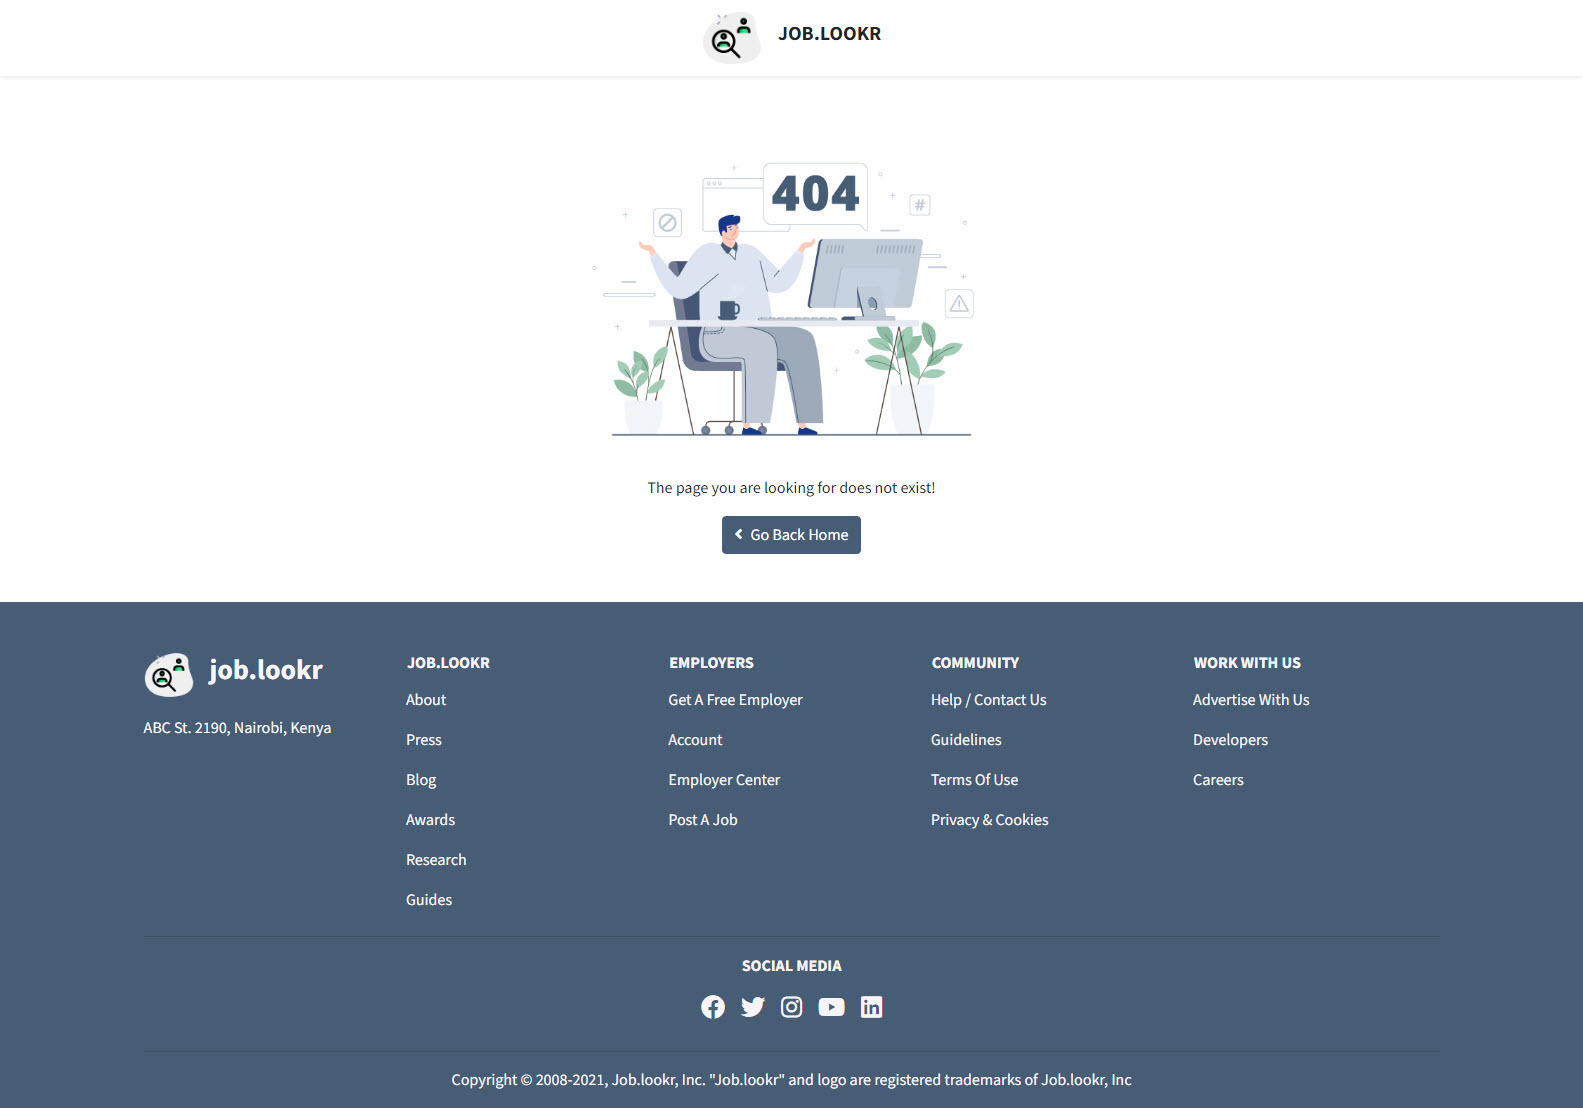 JOB.LOOKR
404
#
The page you are looking for does not exist!
Go Back Home
job.lookr
ABC St. 2190, Nairobi, Kenya
JOB.LOOKR
About
Press
Blog
Awards
Research
Guides
EMPLOYERS
Get A Free Employer
Account
Employer Center
Post A Job
COMMUNITY
Help / Contact Us
Guidelines
Terms Of Use
Privacy & Cookies
WORK WITH US
Advertise With Us
Developers
Careers
SOCIAL MEDIA
Copyright © 2008-2021, Job.lookr, Inc. "Job.lookr" and logo are registered trademarks of Job.lookr, Inc